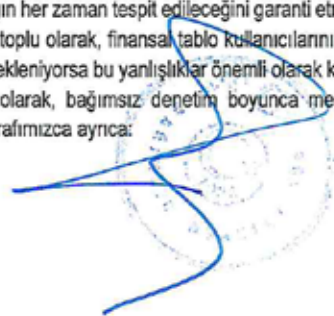 ın her zaman tespit edileceğini garanti etm
toplu olarak, finansal tablo kullanıcılarını
ekleniyorsa bu yanlışlıklar önemli olarak k
olarak, bağımsız denetim boyunca me
rafımızca ayrıca: